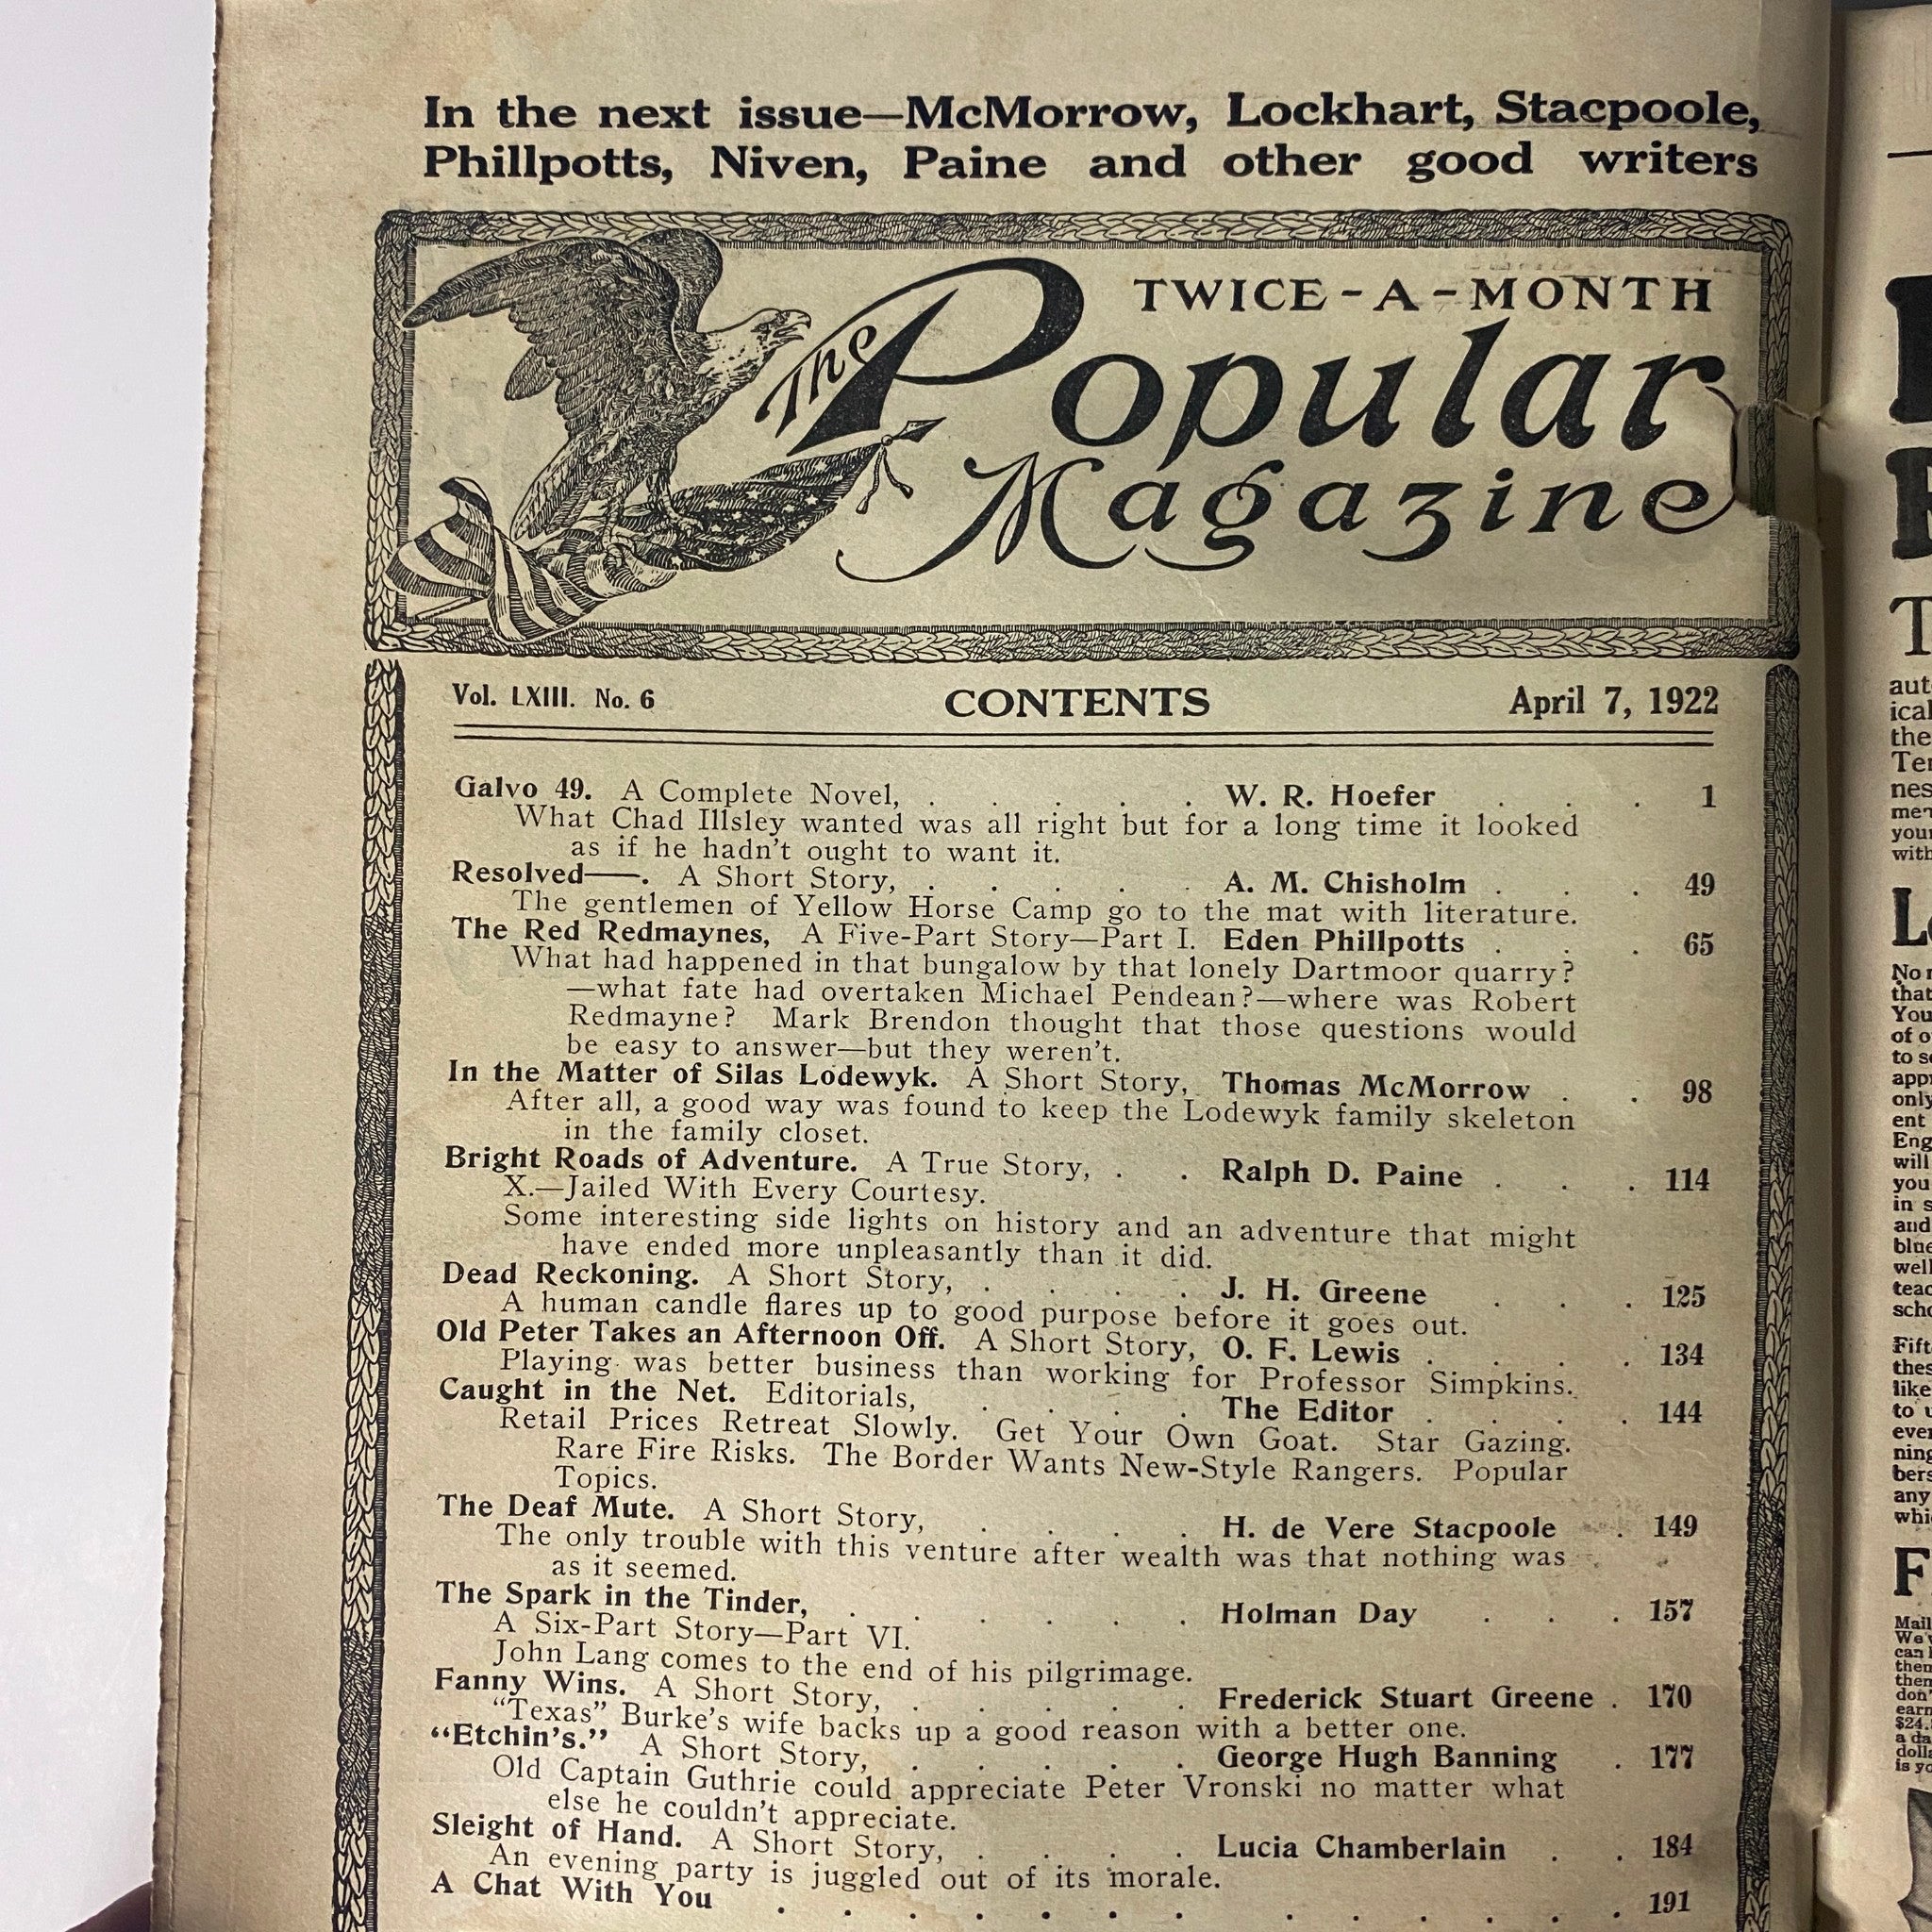 In the next issue—McMorrow, Lockhart, Stacpoole,
Phillpotts, Niven, Paine and other good writers
TWICE-A-MONTH
The Popular
Magazine
Vol. LXIII. No. 6 CONTENTS April 7, 1922
Galvo 49. A Complete Novel, . . . . . W. R. Hoefer . . . 1
What Chad Illsley wanted was all right but for a long time it looked
as if he hadn't ought to want it.
Resolved——. A Short Story, . . . . . A. M. Chisholm . . . 49
The gentlemen of Yellow Horse Camp go to the mat with literature.
The Red Redmaynes, A Five-Part Story—Part I. Eden Phillpotts . . . 65
What had happened in that bungalow by that lonely Dartmoor quarry?
—what fate had overtaken Michael Pendean?—where was Robert
Redmayne? Mark Brendon thought that those questions would
be easy to answer—but they weren't.
In the Matter of Silas Lodewyk. A Short Story, Thomas McMorrow . . 98
After all, a good way was found to keep the Lodewyk family skeleton
in the family closet.
Bright Roads of Adventure. A True Story, . . Ralph D. Paine . . . 114
X.—Jailed With Every Courtesy.
Some interesting side lights on history and an adventure that might
have ended more unpleasantly than it did.
Dead Reckoning. A Short Story, . . . . J. H. Greene . . . 125
A human candle flares up to good purpose before it goes out.
Old Peter Takes an Afternoon Off. A Short Story, O. F. Lewis . . . . 134
Playing was better business than working for Professor Simpkins.
Caught in the Net. Editorials, . . . . The Editor . . . . 144
Retail Prices Retreat Slowly. Get Your Own Goat. Star Gazing.
Rare Fire Risks. The Border Wants New-Style Rangers. Popular
Topics.
The Deaf Mute. A Short Story, . . . . H. de Vere Stacpoole . 149
The only trouble with this venture after wealth was that nothing was
as it seemed.
The Spark in the Tinder, . . . . . . Holman Day . . . 157
A Six-Part Story—Part VI.
John Lang comes to the end of his pilgrimage.
Fanny Wins. A Short Story, . . . . . Frederick Stuart Greene . 170
"Texas" Burke's wife backs up a good reason with a better one.
"Etchin's." A Short Story, . . . . . George Hugh Banning . 177
Old Captain Guthrie could appreciate Peter Vronski no matter what
else he couldn't appreciate.
Sleight of Hand. A Short Story, . . . . Lucia Chamberlain . . 184
An evening party is juggled out of its morale.
A Chat With You . . . . . . . . . . . . 191